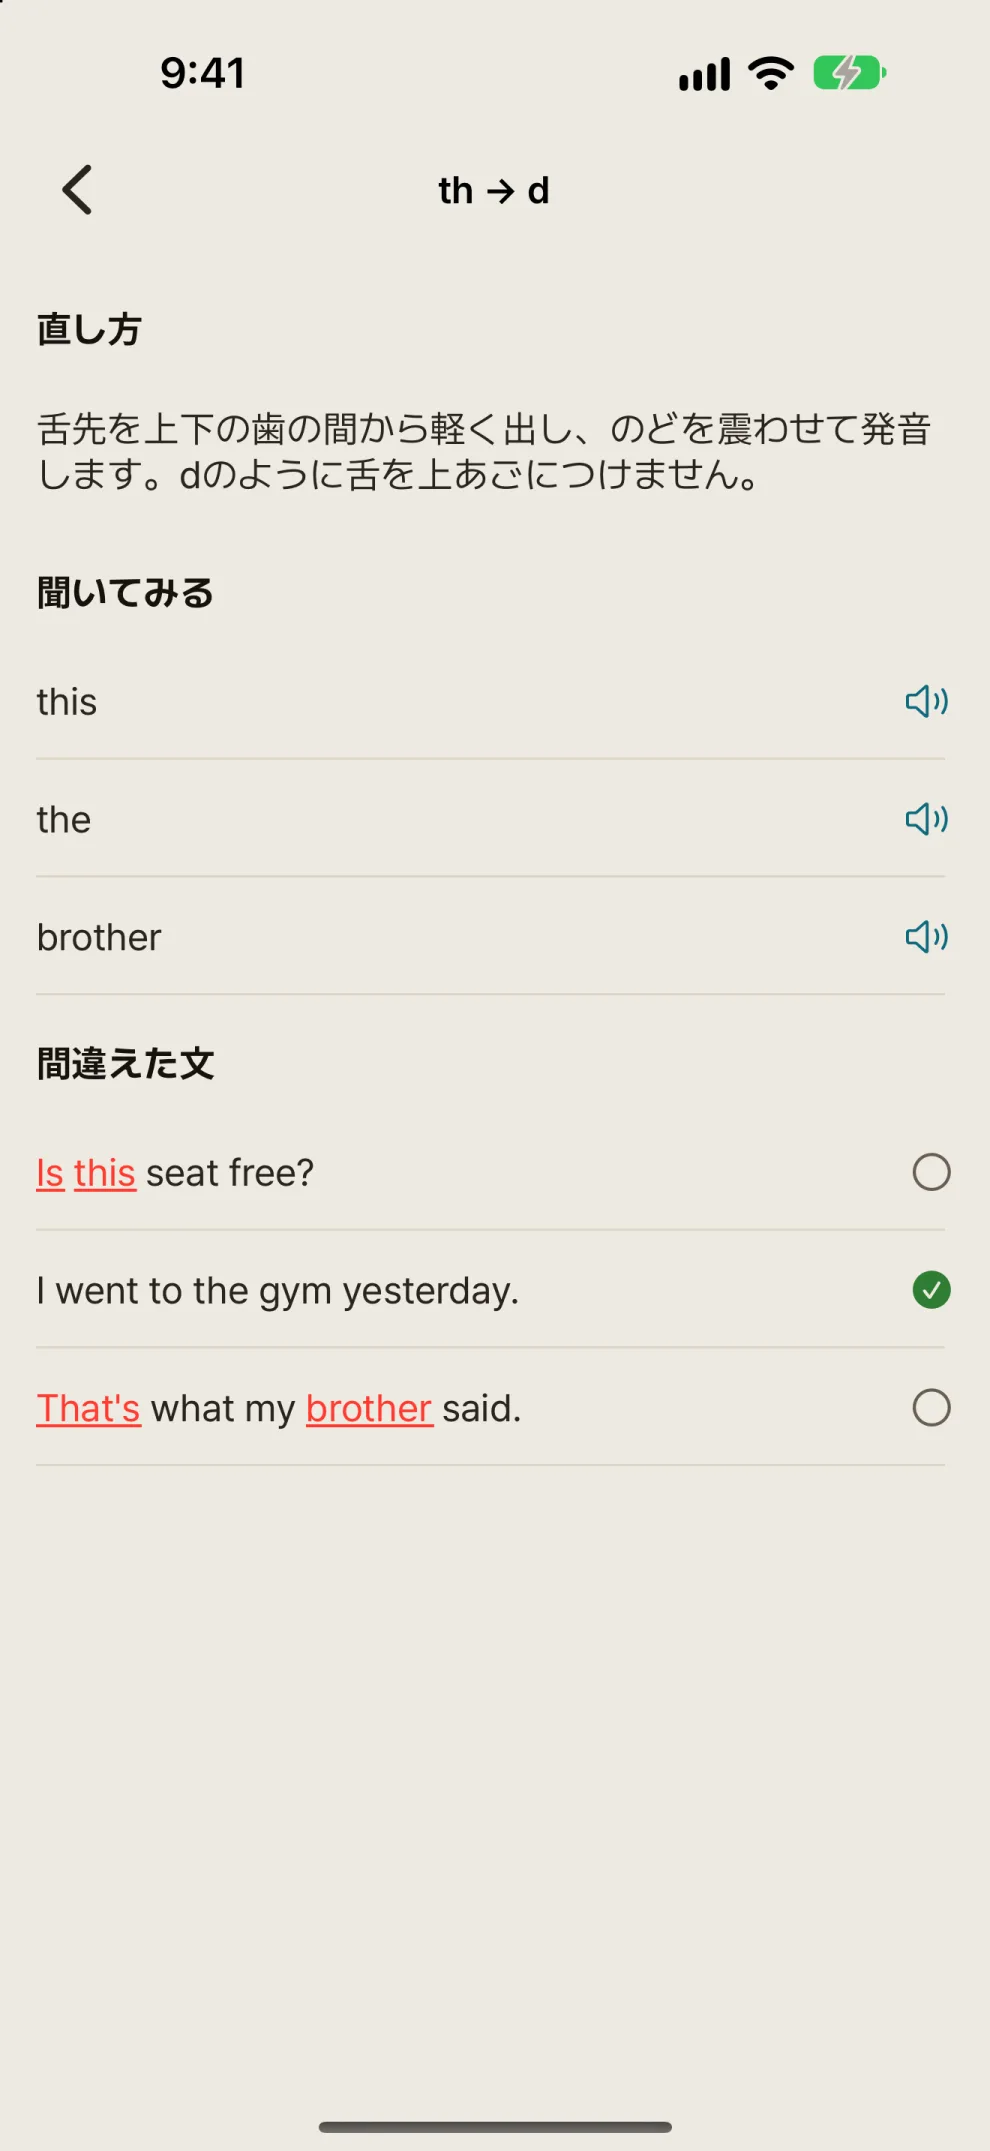 9:41
th → d
直し方
舌先を上下の歯の間から軽く出し、のどを震わせて発音
します。dのように舌を上あごにつけません。
聞いてみる
this
the
brother
間違えた文
Is this seat free?
I went to the gym yesterday.
That's what my brother said.